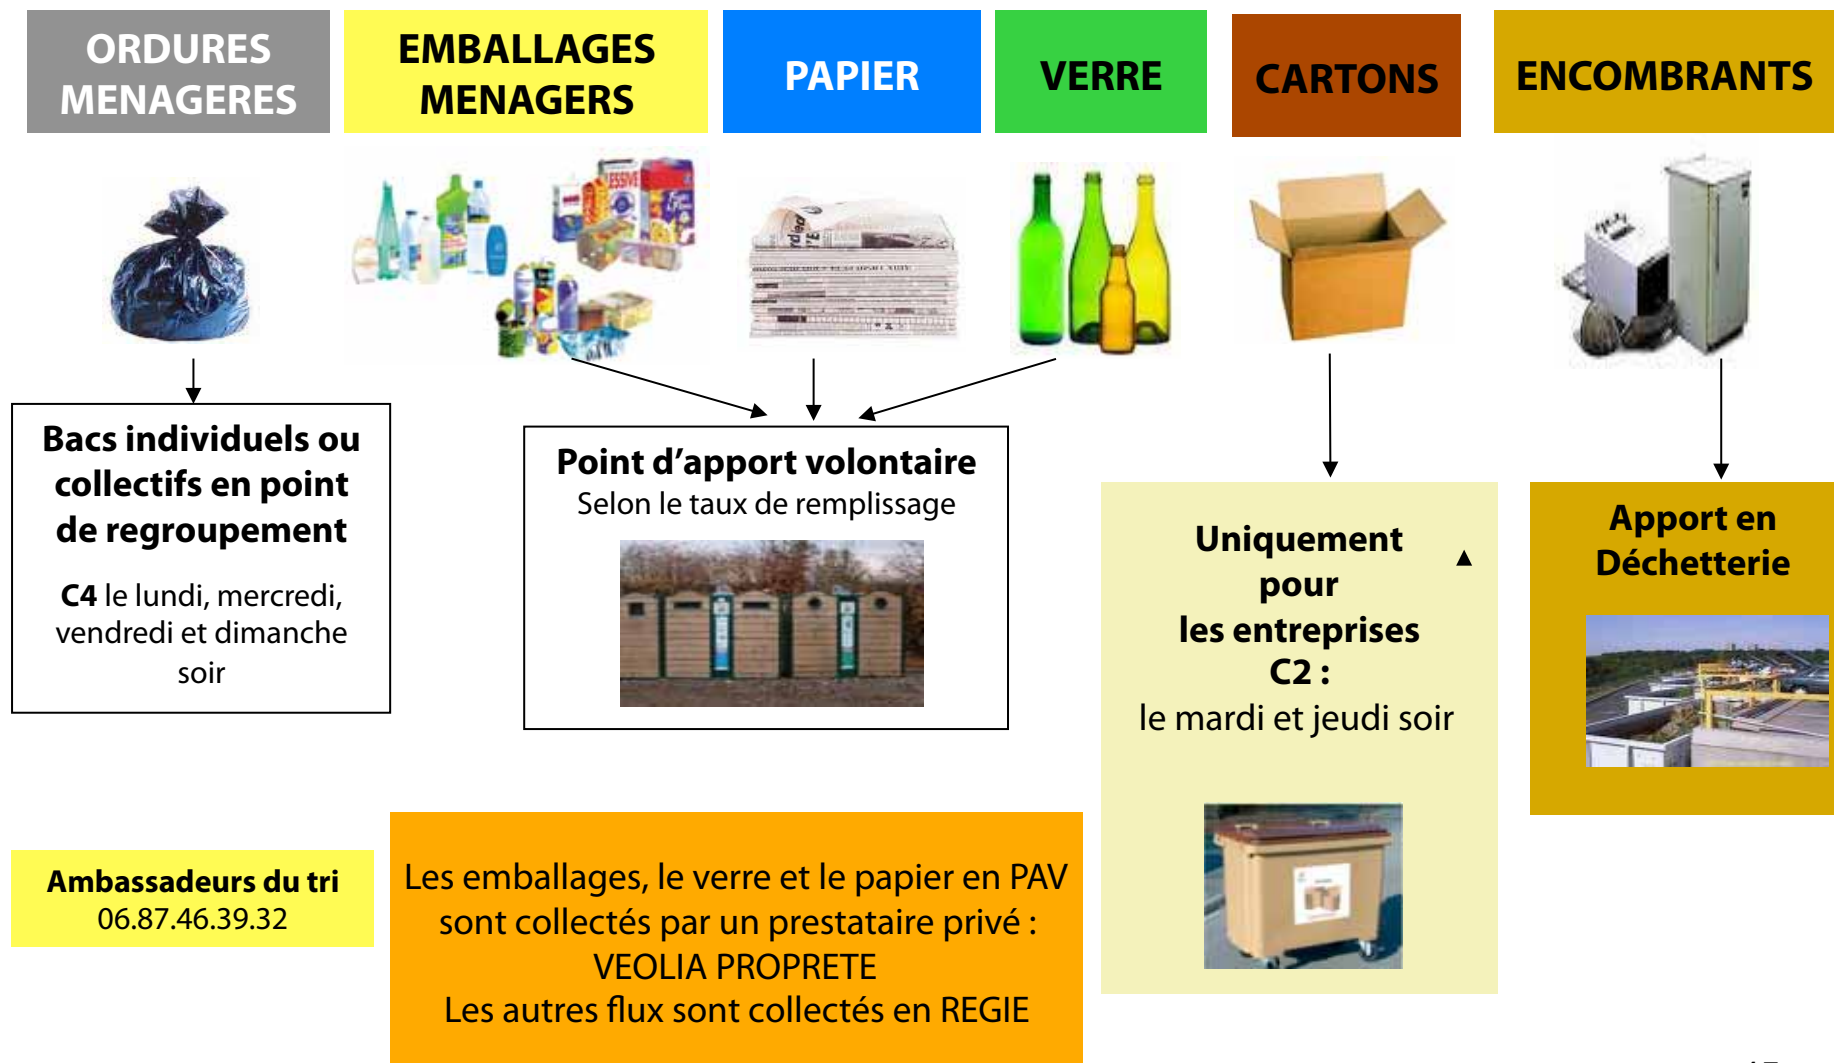 ORDURES
MENAGERES
EMBALLAGES
MENAGERS
PAPIER
VERRE
CARTONS
ENCOMBRANTS
Bacs individuels ou
collectifs en point
de regroupement
C4 le lundi, mercredi,
vendredi et dimanche
soir
Point d’apport volontaire
Selon le taux de remplissage
Uniquement
pour
les entreprises
C2 :
le mardi et jeudi soir
Apport en
Déchetterie
Ambassadeurs du tri
06.87.46.39.32
Les emballages, le verre et le papier en PAV
sont collectés par un prestataire privé :
VEOLIA PROPRETE
Les autres flux sont collectés en REGIE